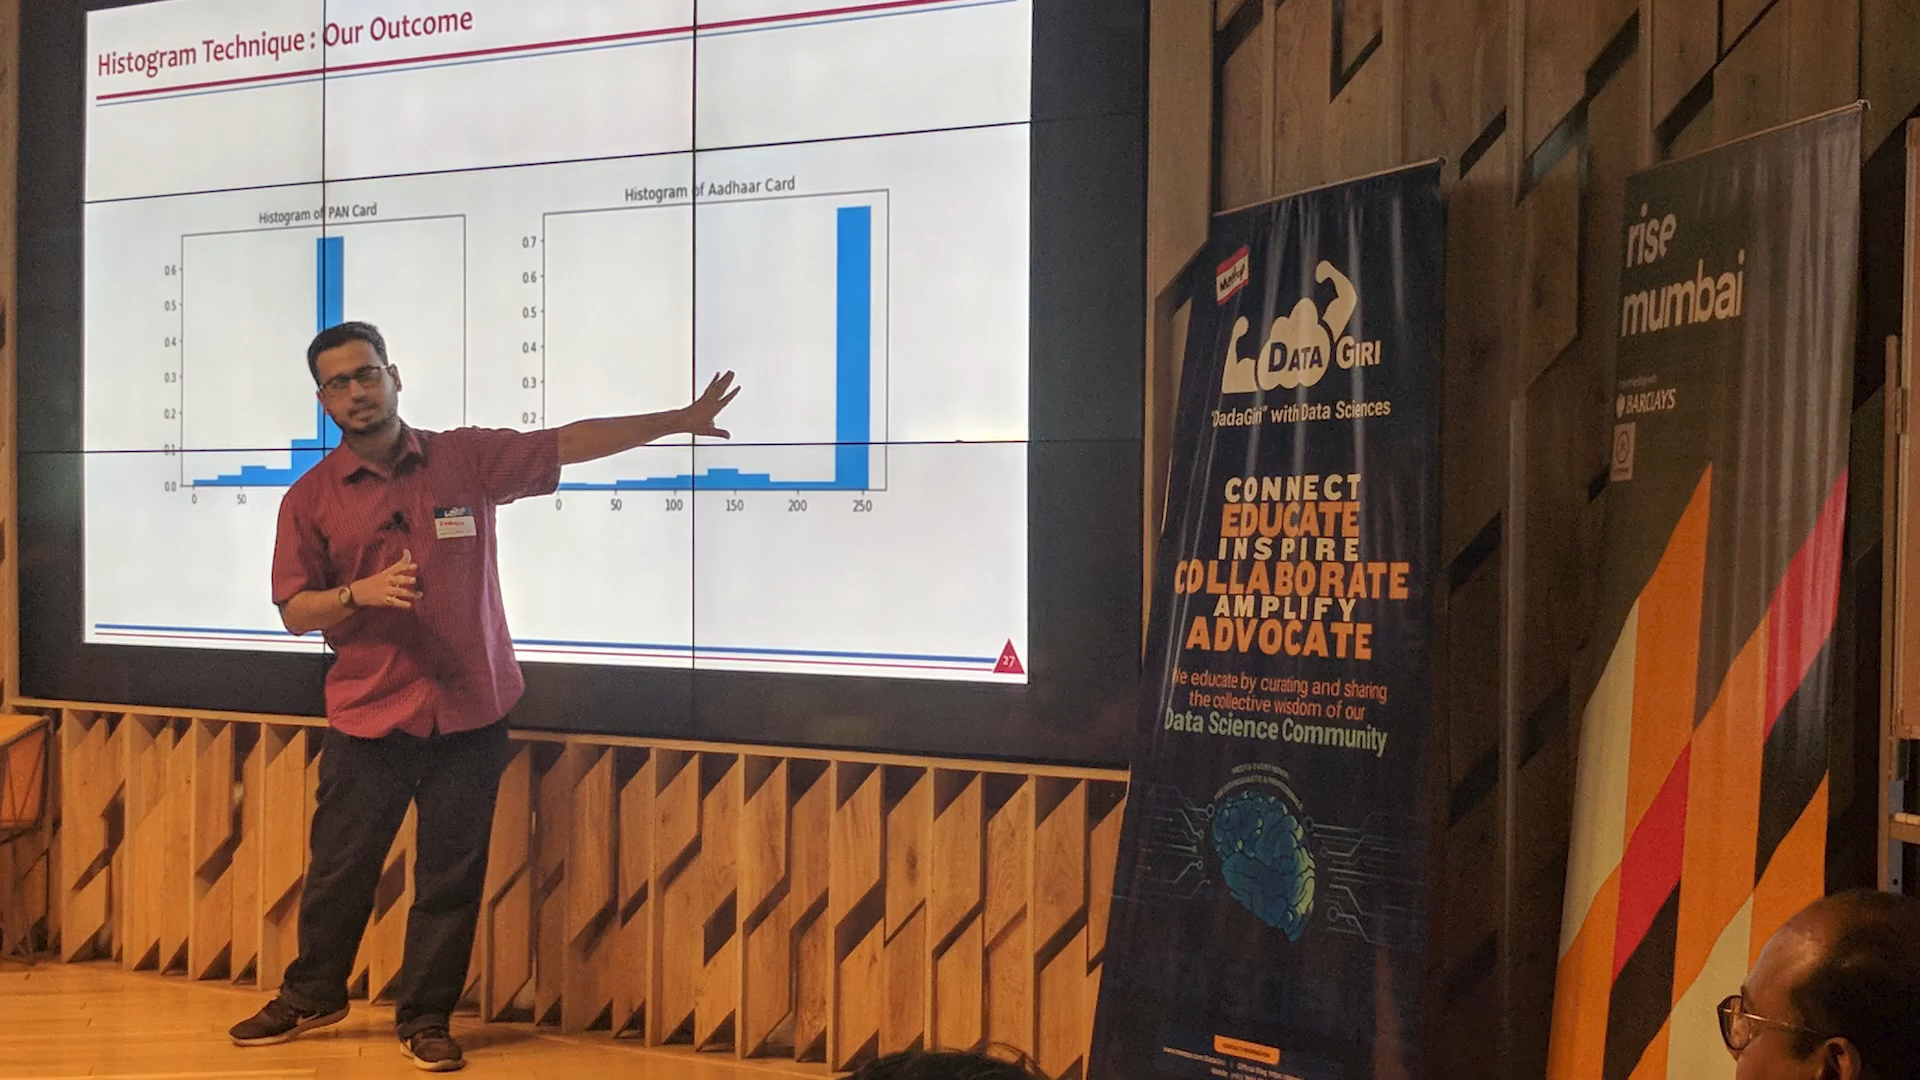 Histogram Technique : Our Outcome
Histogram of PAN Card
0.6
0.5
0.4
0.3
0.2
0.1
0.0
0
50
Histogram of Aadhaar Card
0.7
0.6
0.5
0.4
0.3
0.2
0
50
100
150
200
250
27
Meetup
DATA GIRI
"DadaGiri" with Data Sciences
CONNECT
EDUCATE
INSPIRE
COLLABORATE
AMPLIFY
ADVOCATE
We educate by curating and sharing
the collective wisdom of our
Data Science Community
rise
mumbai
BARCLAYS